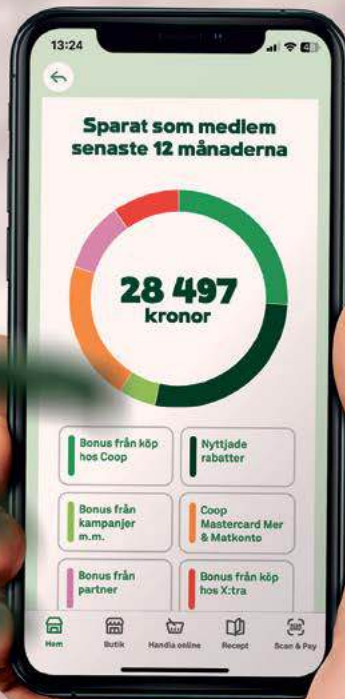 13:24
Sparat som medlem
senaste 12 månaderna
28 497
kronor
Bonus från köp
hos Coop
Nyttjade
rabatter
Bonus från
kampanjer
m.m.
Coop
Mastercard Mer
& Matkonto
Bonus från
partner
Bonus från köp
hos X:tra
Hem
Butik
Handla online
Recept
Scan & Pay